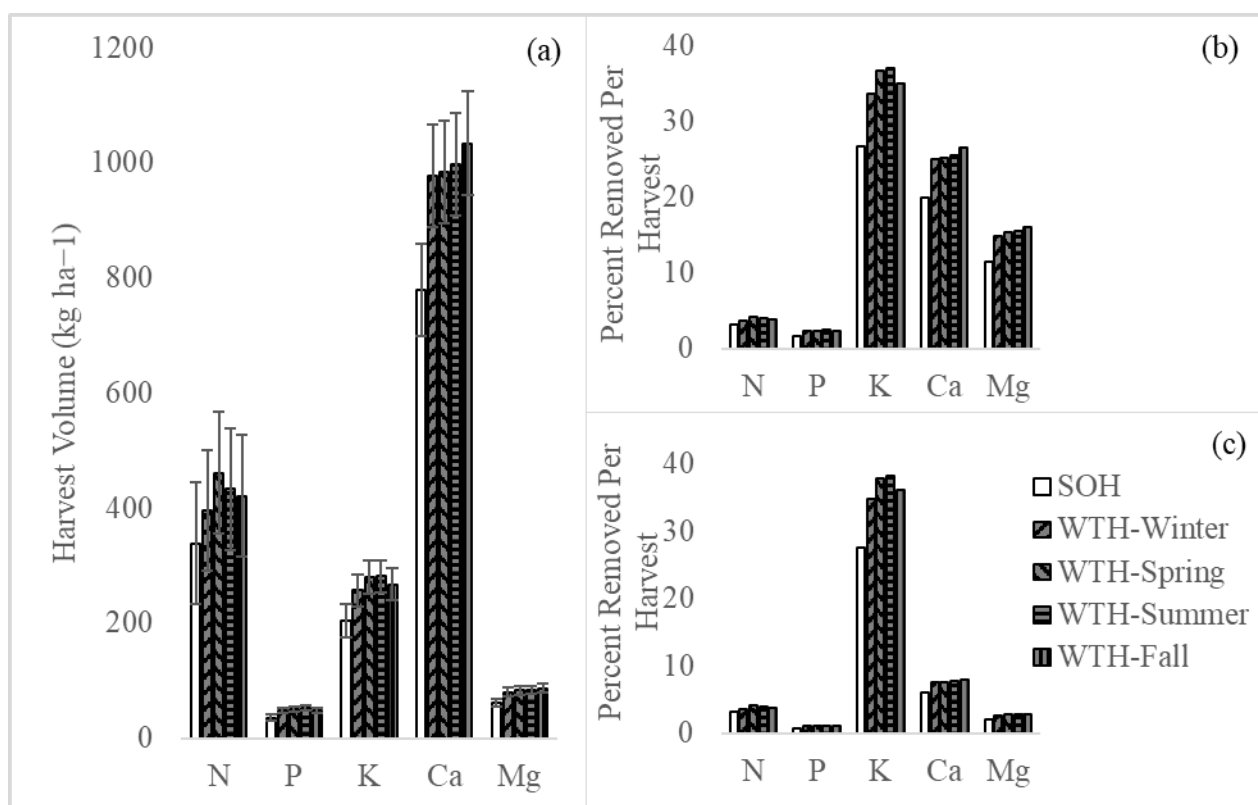 (a)
Harvest Volume (kg ha−1)
1200
1000
800
600
400
200
0
N P K Ca Mg
(b)
Percent Removed Per
Harvest
40
30
20
10
0
N P K Ca Mg
(c)
Percent Removed Per
Harvest
40
30
20
10
0
N P K Ca Mg
SOH
WTH-Winter
WTH-Spring
WTH-Summer
WTH-Fall